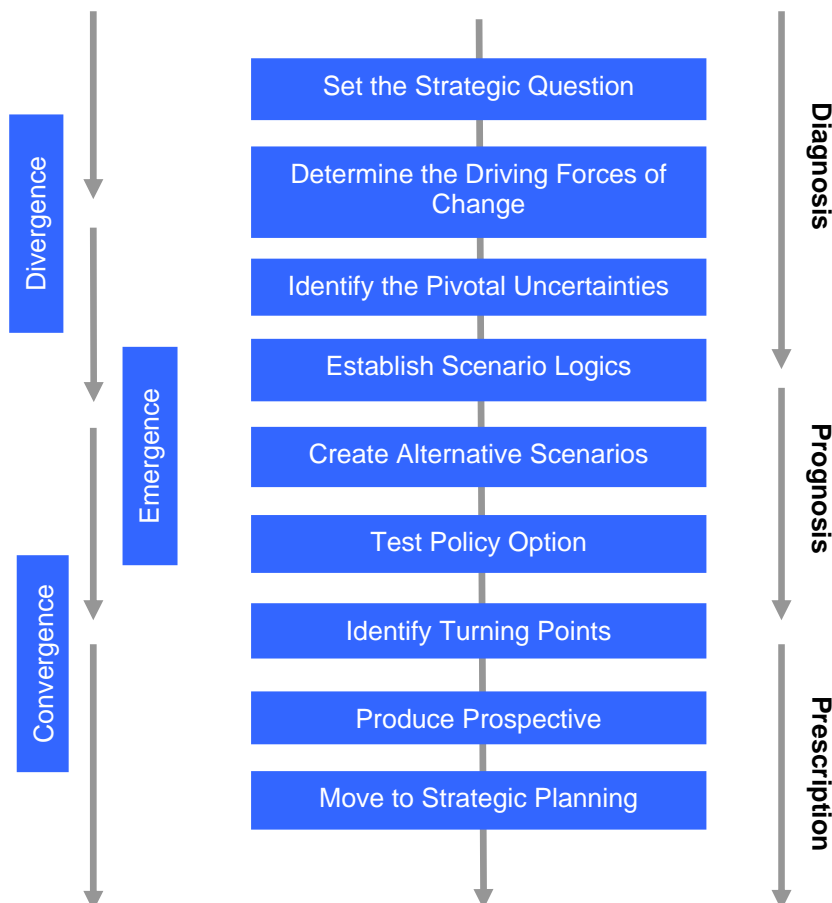 Set the Strategic Question
Determine the Driving Forces of
Change
Identify the Pivotal Uncertainties
Establish Scenario Logics
Create Alternative Scenarios
Test Policy Option
Identify Turning Points
Produce Prospective
Move to Strategic Planning
Divergence
Emergence
Convergence
Diagnosis
Prognosis
Prescription